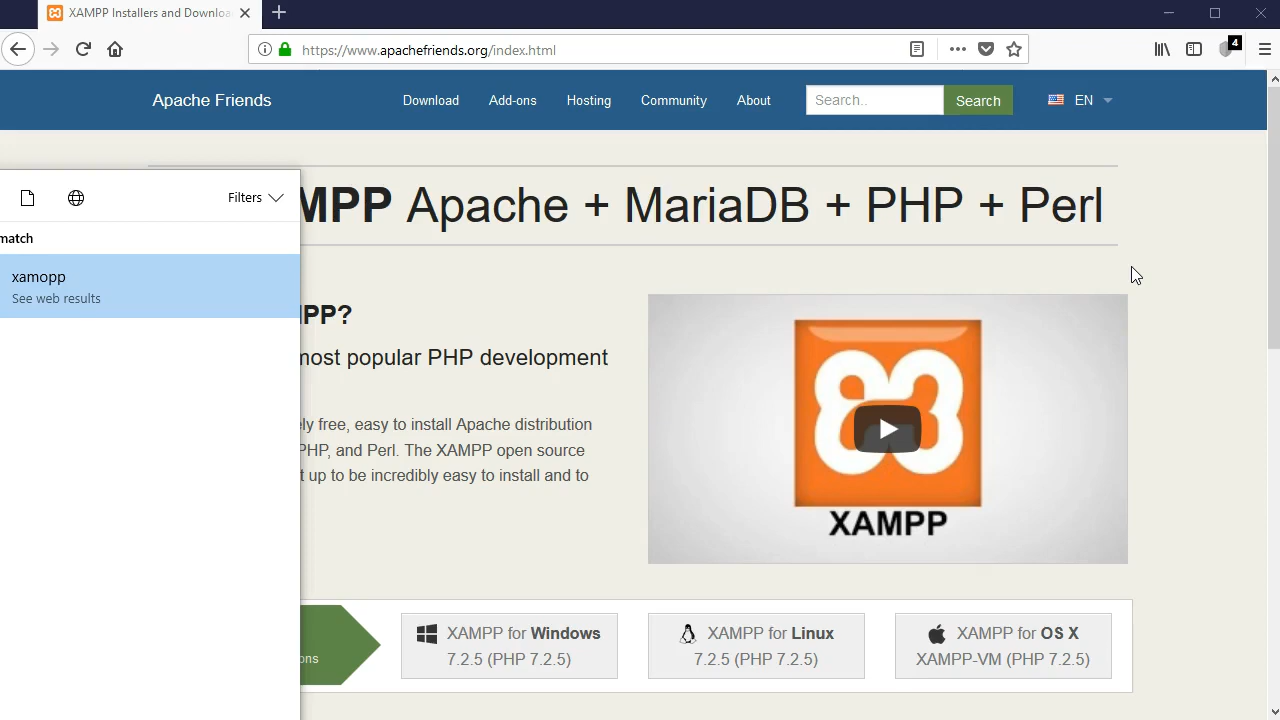 XAMPP Installers and Downloa
4
https://www.apachefriends.org/index.html
Apache Friends
Download
Add-ons
Hosting
Community
About
Search..
Search
EN
Filters
MPP Apache + MariaDB + PHP + Perl
match
xamopp
See web results
MPP?
most popular PHP development
ely free, easy to install Apache distribution
PHP, and Perl. The XAMPP open source
t up to be incredibly easy to install and to
XAMPP
ons
XAMPP for Windows
7.2.5 (PHP 7.2.5)
XAMPP for Linux
7.2.5 (PHP 7.2.5)
XAMPP for OS X
XAMPP-VM (PHP 7.2.5)